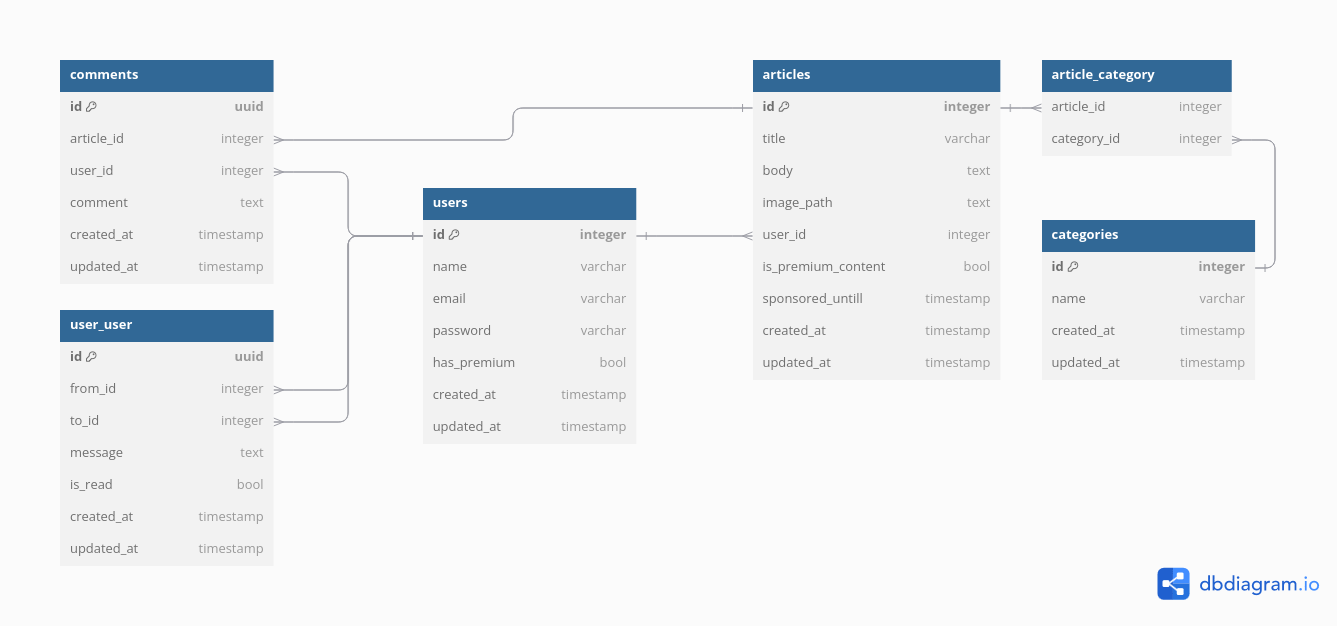 comments
id uuid
article_id integer
user_id integer
comment text
created_at timestamp
updated_at timestamp
user_user
id uuid
from_id integer
to_id integer
message text
is_read bool
created_at timestamp
updated_at timestamp
users
id integer
name varchar
email varchar
password varchar
has_premium bool
created_at timestamp
updated_at timestamp
articles
id integer
title varchar
body text
image_path text
user_id integer
is_premium_content bool
sponsored_untill timestamp
created_at timestamp
updated_at timestamp
article_category
article_id integer
category_id integer
categories
id integer
name varchar
created_at timestamp
updated_at timestamp
dbdiagram.io